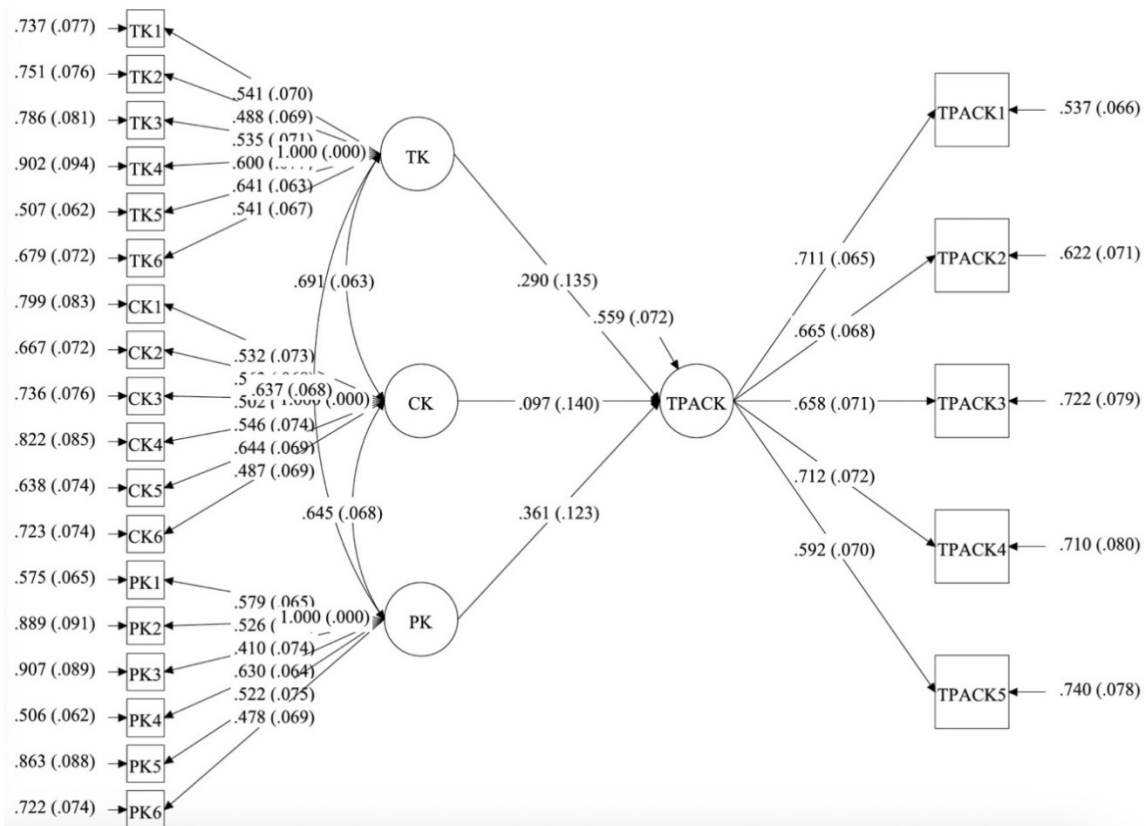 .737 (.077)
TK1
.751 (.076)
TK2
.786 (.081)
TK3
.902 (.094)
TK4
.507 (.062)
TK5
.679 (.072)
TK6
.799 (.083)
CK1
.667 (.072)
CK2
.736 (.076)
CK3
.822 (.085)
CK4
.638 (.074)
CK5
.723 (.074)
CK6
.575 (.065)
PK1
.889 (.091)
PK2
.907 (.089)
PK3
.506 (.062)
PK4
.863 (.088)
PK5
.722 (.074)
PK6
.541 (.070)
.488 (.069)
.535 (.071)
1.000 (.000)
.600
.641 (.063)
.541 (.067)
TK
.691 (.063)
.532 (.073)
.637 (.068)
.546 (.074)
.644 (.069)
.487 (.069)
CK
.645 (.068)
.579 (.065)
1.000 (.000)
.526
.410 (.074)
.630 (.064)
.522 (.075)
.478 (.069)
PK
.290 (.135)
.559 (.072)
.097 (.140)
.361 (.123)
TPACK
.711 (.065)
.665 (.068)
.658 (.071)
.712 (.072)
.592 (.070)
TPACK1
.537 (.066)
TPACK2
.622 (.071)
TPACK3
.722 (.079)
TPACK4
.710 (.080)
TPACK5
.740 (.078)